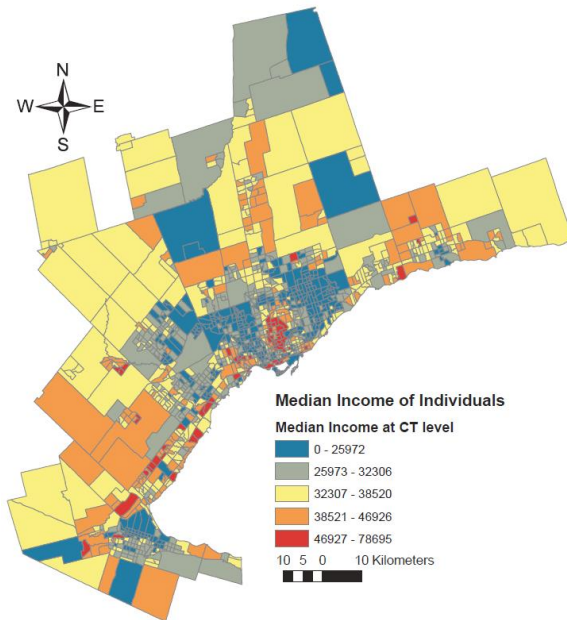 N
W E
S
Median Income of Individuals
Median Income at CT level
0 - 25972
25973 - 32306
32307 - 38520
38521 - 46926
46927 - 78695
10 5 0 10 Kilometers